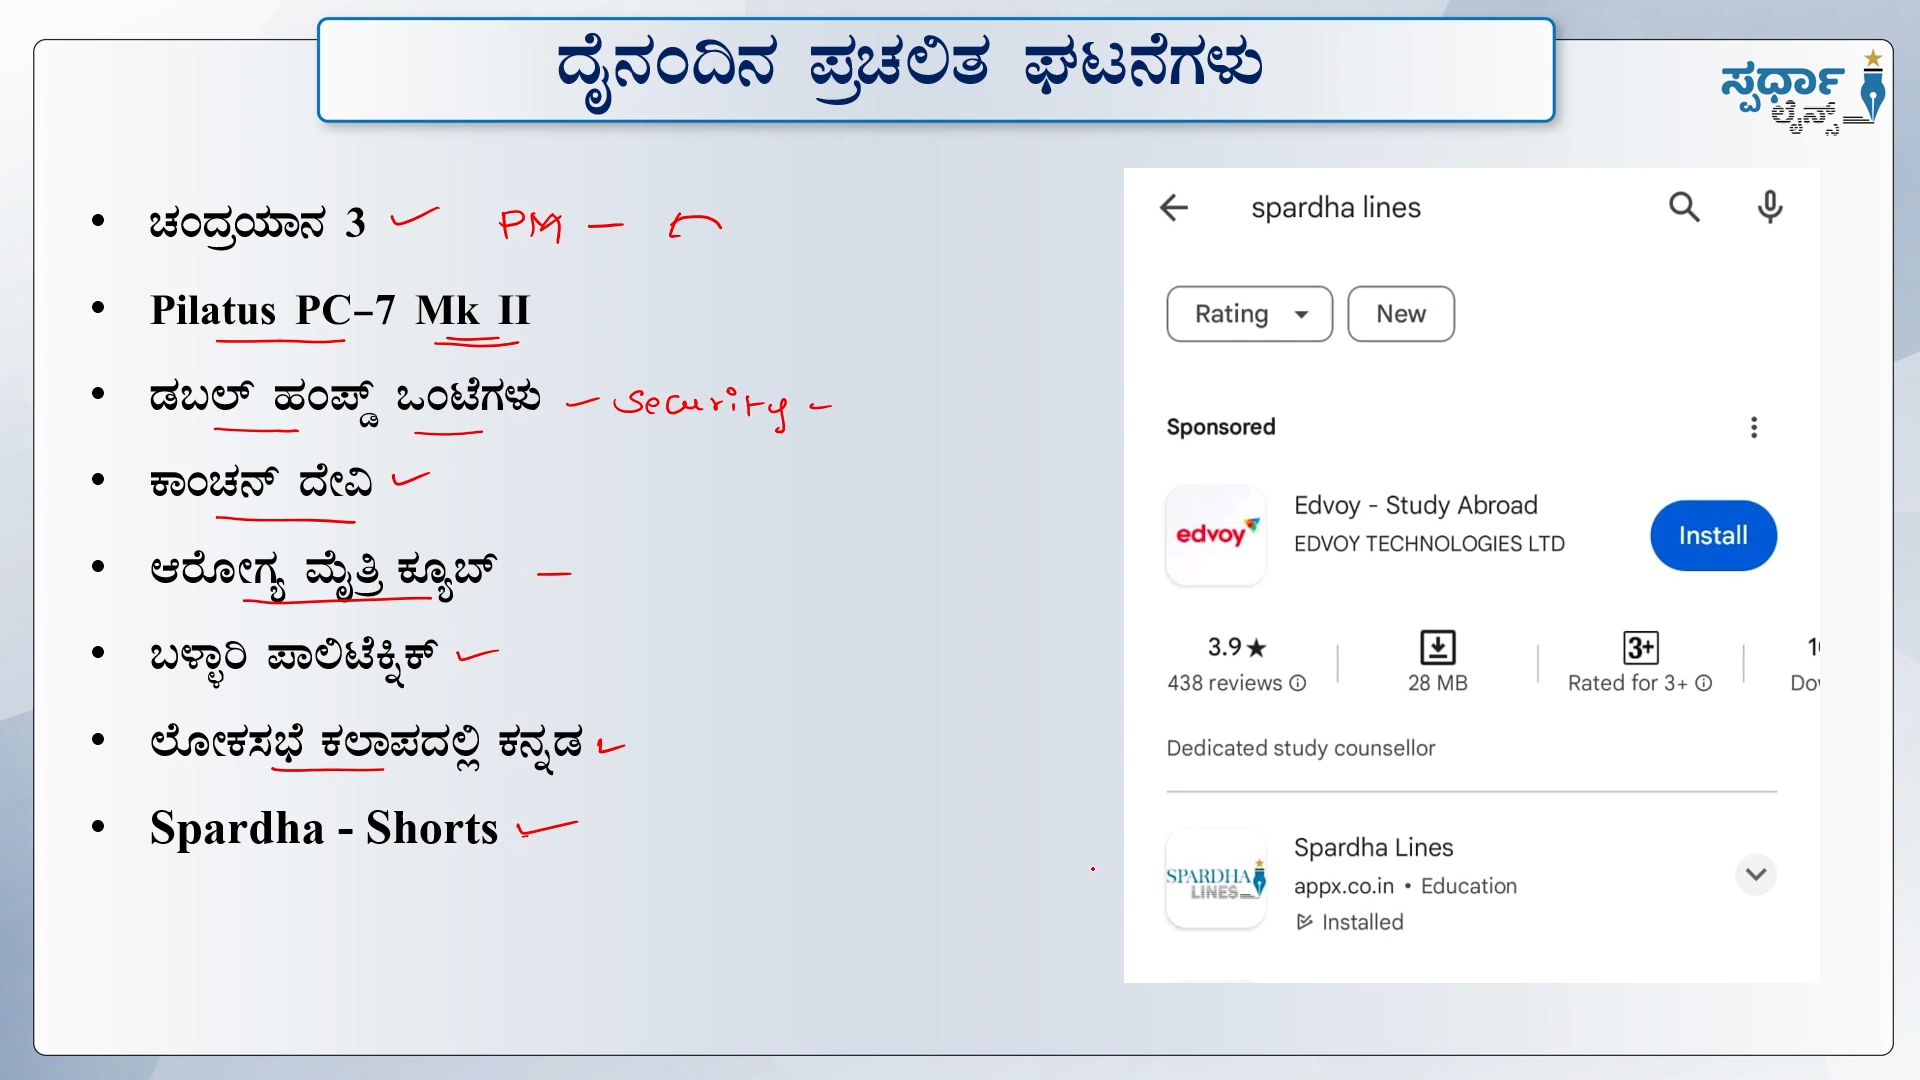 ದೈನಂದಿನ ಪ್ರಚಲಿತ ಘಟನೆಗಳು
ಸ್ಪರ್ಧಾ
ಲೈನ್ಸ್
• ಚಂದ್ರಯಾನ 3 PM –
• Pilatus PC–7 Mk II
• ಡಬಲ್ ಹಂಪ್ಡ್ ಒಂಟೆಗಳು – Security –
• ಕಾಂಚನ್ ದೇವಿ
• ಆರೋಗ್ಯ ಮೈತ್ರಿ ಕ್ಯೂಬ್ –
• ಬಳ್ಳಾರಿ ಪಾಲಿಟೆಕ್ನಿಕ್
• ಲೋಕಸಭೆ ಕಲಾಪದಲ್ಲಿ ಕನ್ನಡ
• Spardha - Shorts
spardha lines
Rating New
Sponsored
edvoy
Edvoy - Study Abroad
EDVOY TECHNOLOGIES LTD
Install
3.9★
438 reviews
28 MB
3+
Rated for 3+
Dedicated study counsellor
SPARDHA
LINES
Spardha Lines
appx.co.in • Education
Installed